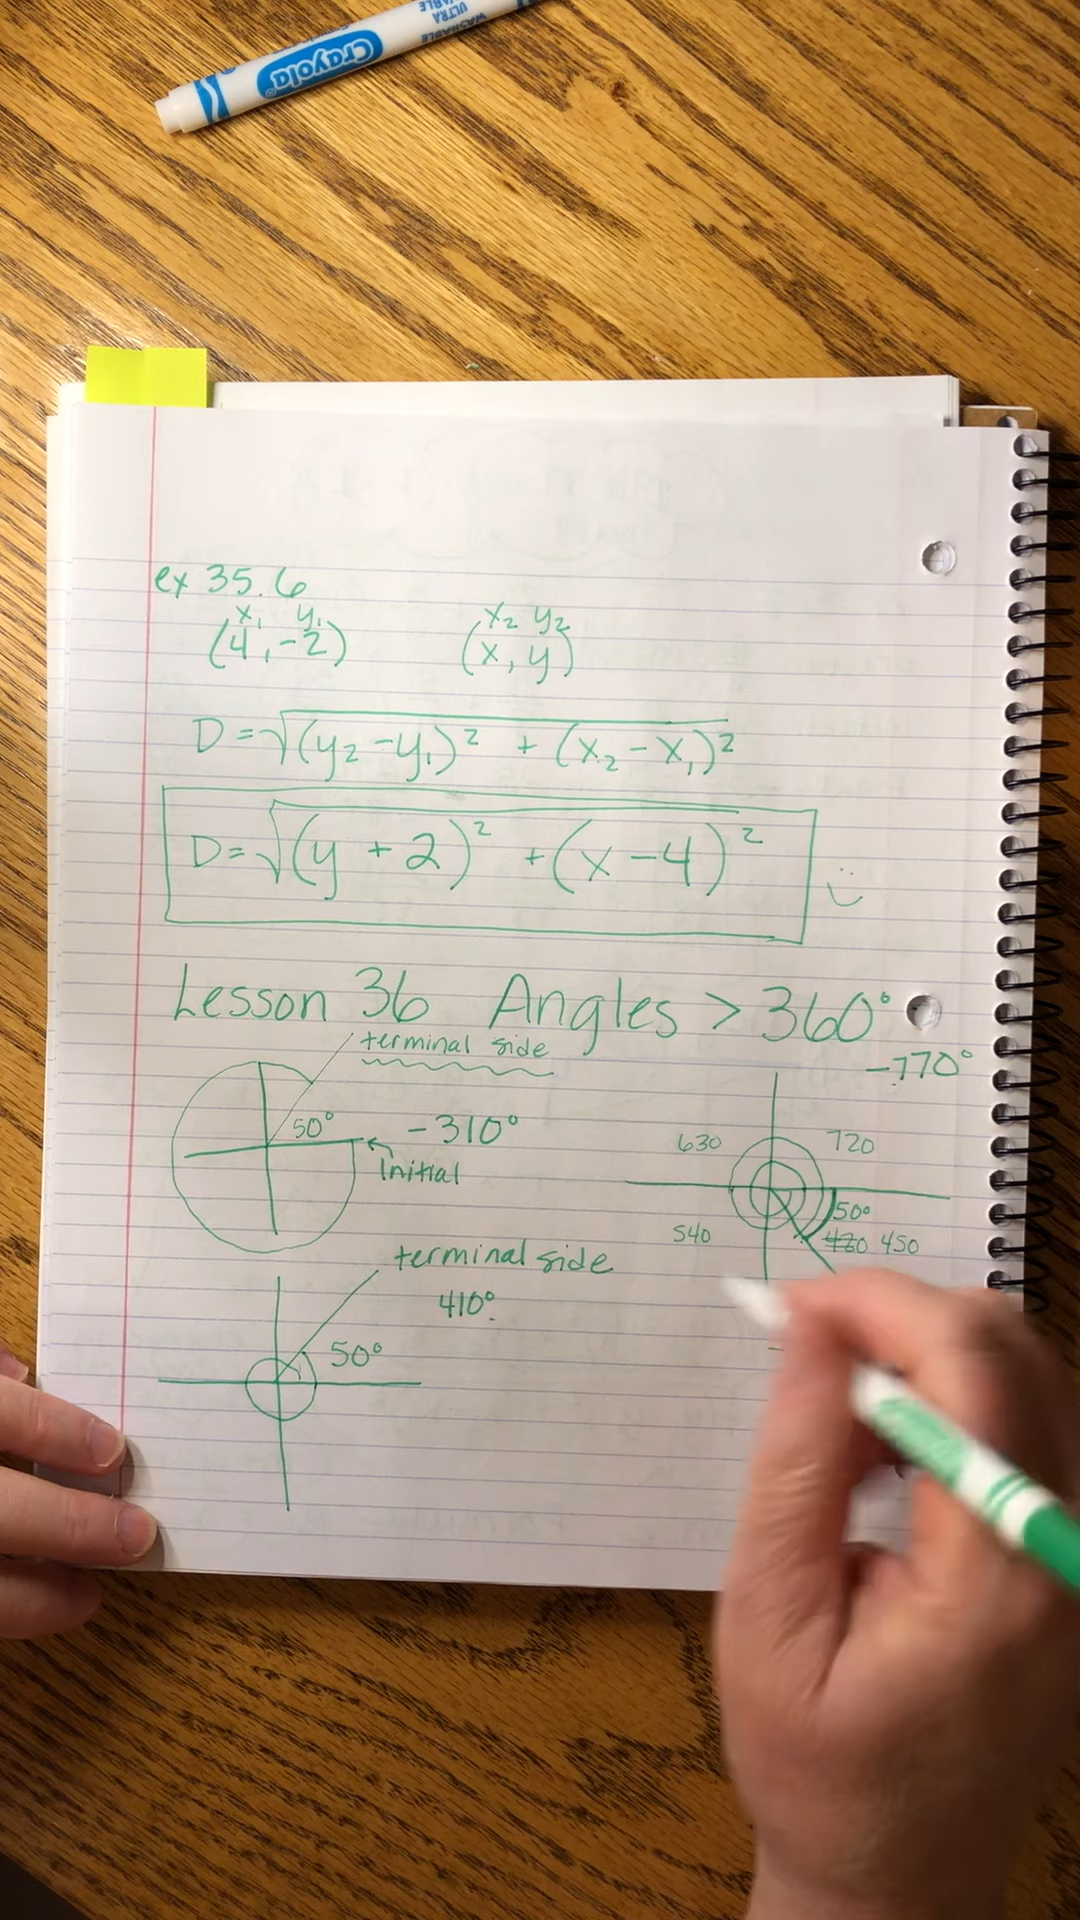 Crayola
ULTRA
WASHABLE
ex 35.6
x₁ y₁
(4, -2)
x₂ y₂
(x, y)
D = √(y₂ - y₁)² + (x₂ - x₁)²
D = √(y + 2)² + (x - 4)²
Lesson 36 Angles > 360°
terminal side
50°
-310°
Initial
-770°
630
720
540
50°
420 450
terminal side
410°
50°